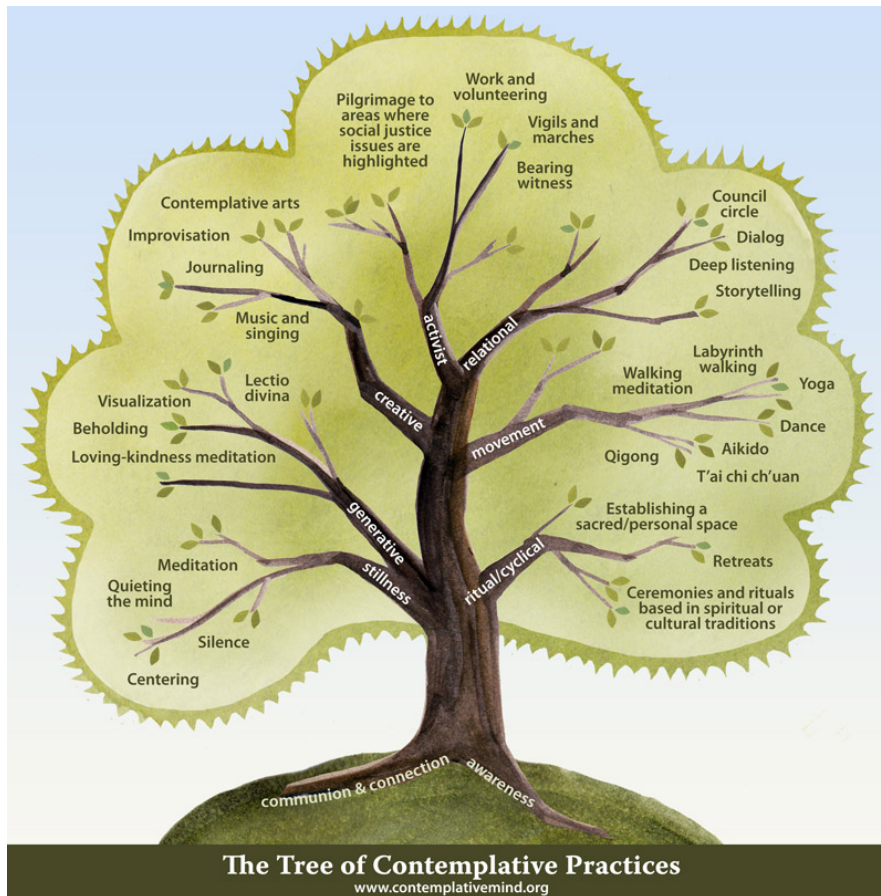 Work and
volunteering
Pilgrimage to
areas where
social justice
issues are
highlighted
Vigils and
marches
Bearing
witness
Contemplative arts
Improvisation
Journaling
Music and
singing
Council
circle
Dialog
Deep listening
Storytelling
activist
relational
creative
movement
Walking
meditation
Labyrinth
walking
Yoga
Dance
Aikido
Qigong
T'ai chi ch'uan
Lectio
divina
Visualization
Beholding
Loving-kindness meditation
generative
stillness
ritual/cyclical
Establishing a
sacred/personal space
Retreats
Ceremonies and rituals
based in spiritual or
cultural traditions
Meditation
Quieting
the mind
Silence
Centering
communion & connection
awareness
The Tree of Contemplative Practices
www.contemplativemind.org